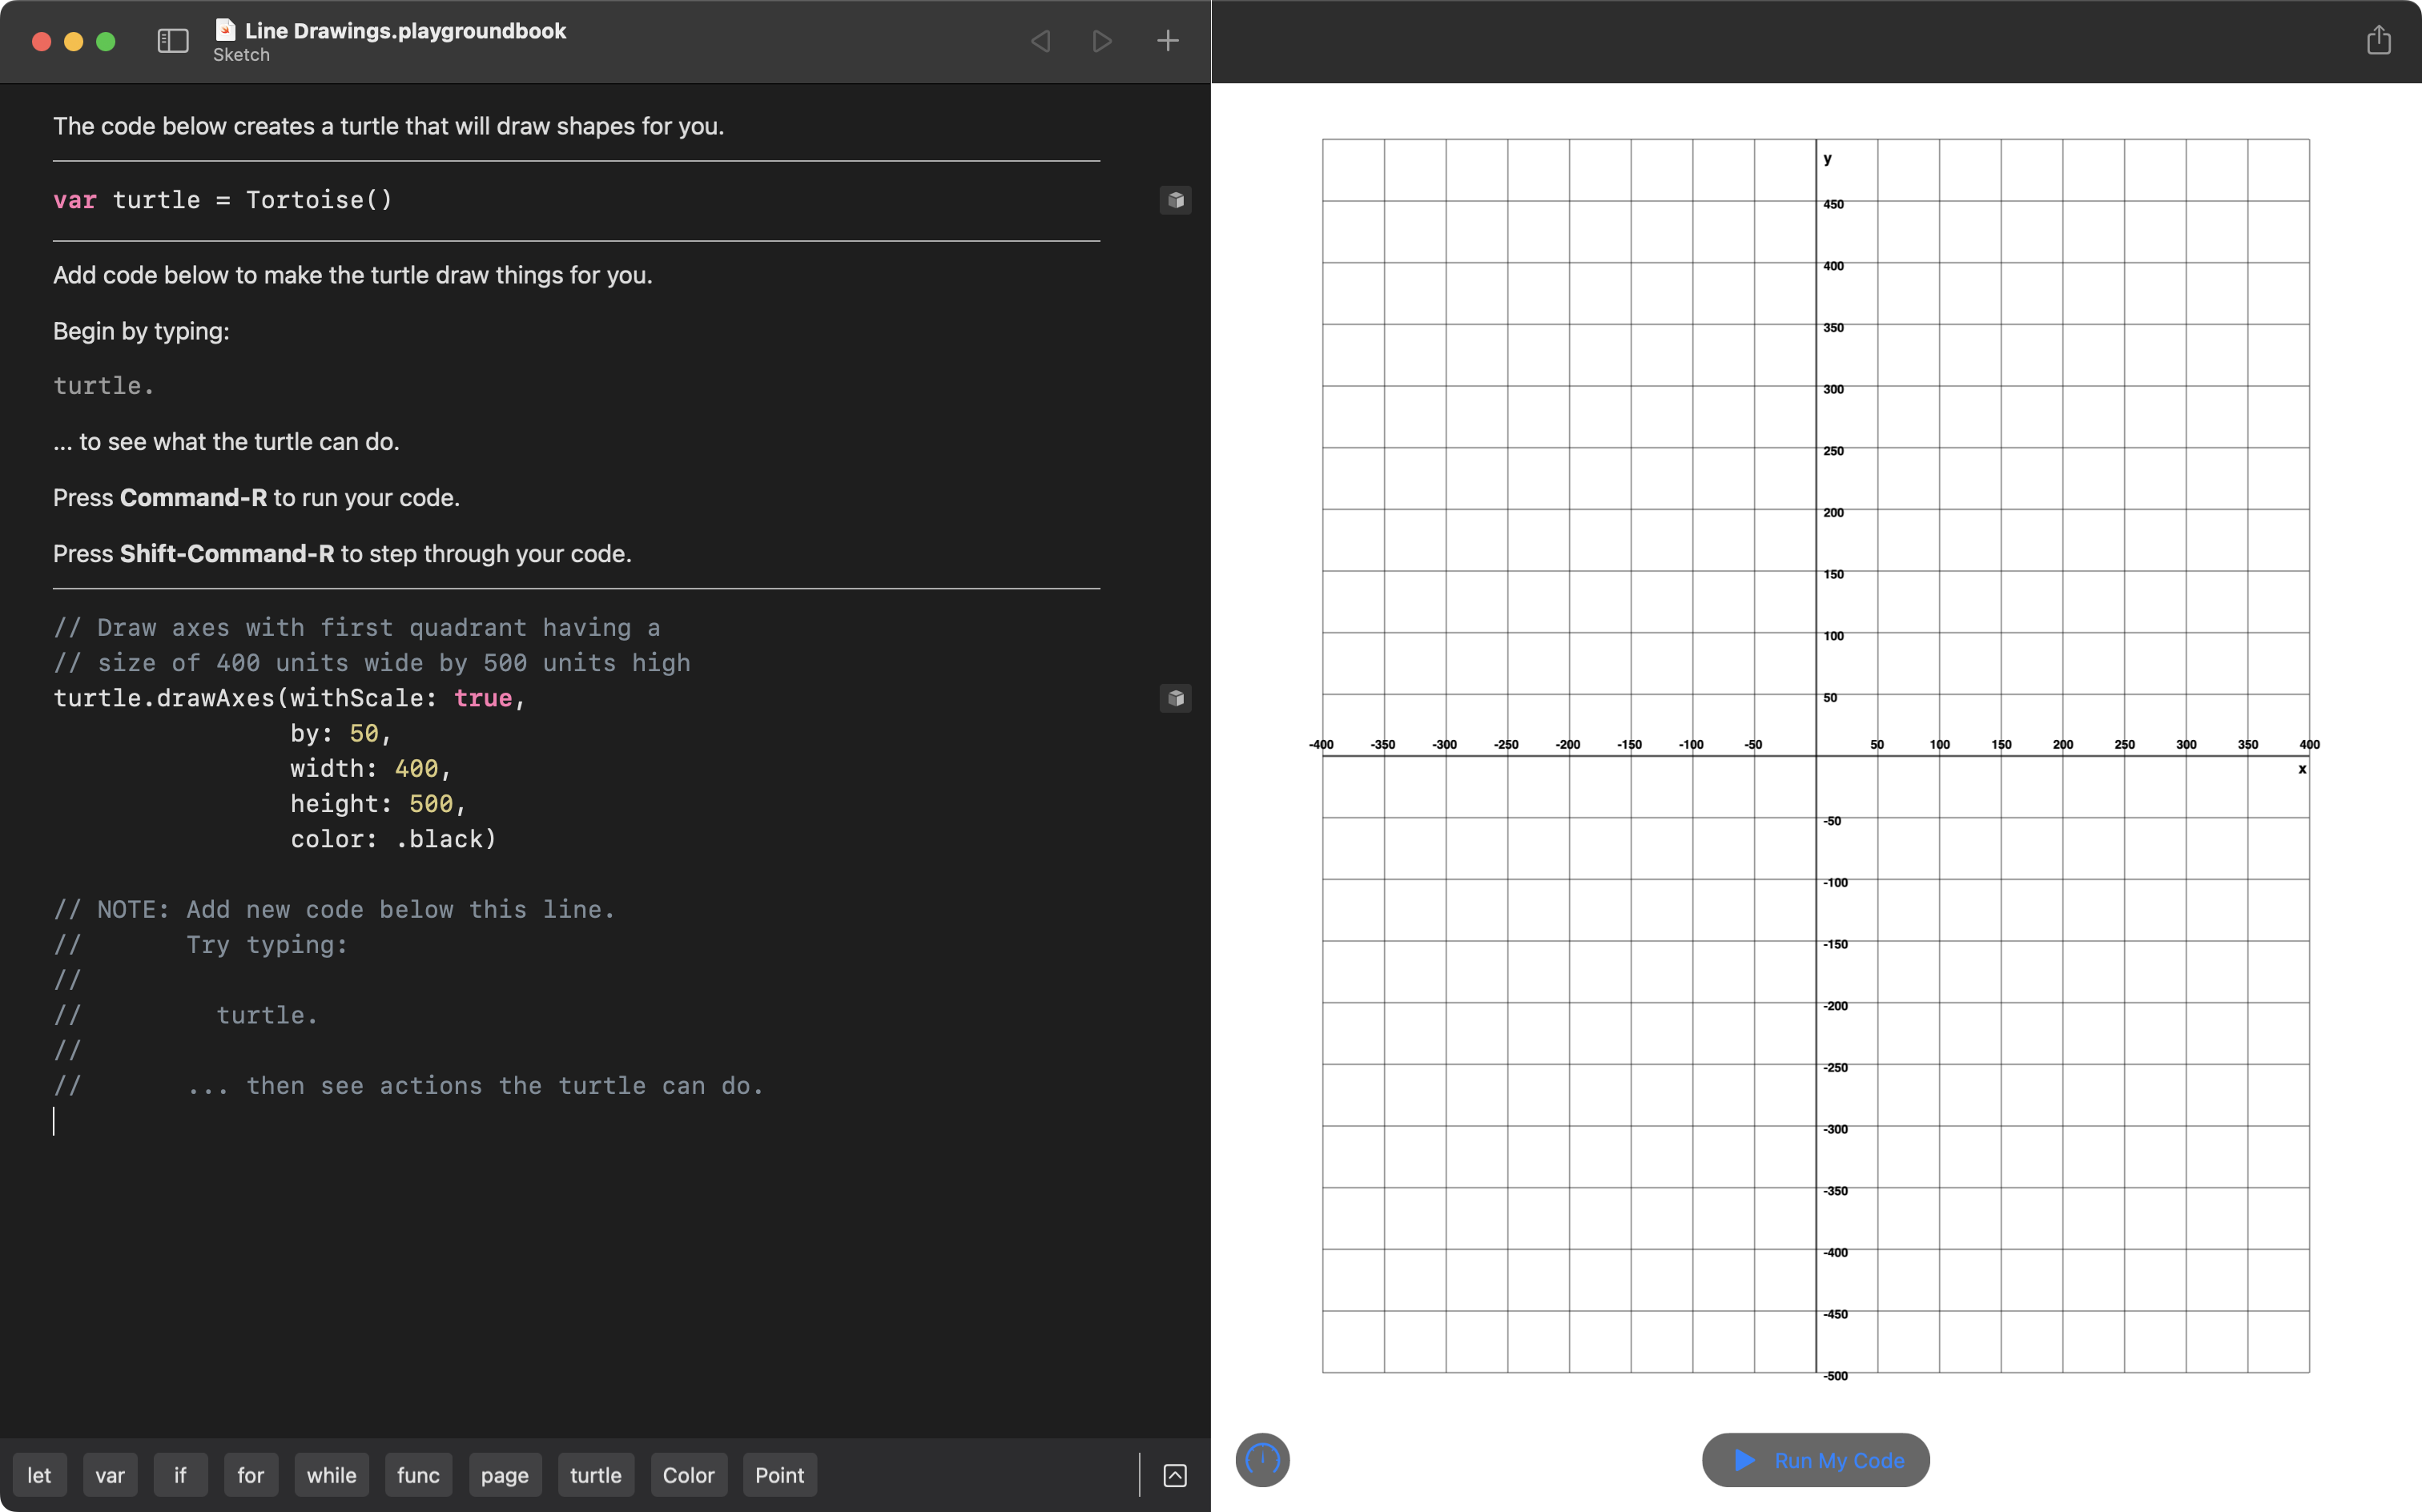 Line Drawings.playgroundbook
Sketch
The code below creates a turtle that will draw shapes for you.
var turtle = Tortoise()
Add code below to make the turtle draw things for you.
Begin by typing:
turtle.
... to see what the turtle can do.
Press Command-R to run your code.
Press Shift-Command-R to step through your code.
// Draw axes with first quadrant having a
// size of 400 units wide by 500 units high
turtle.drawAxes(withScale: true,
                by: 50,
                width: 400,
                height: 500,
                color: .black)
// NOTE: Add new code below this line.
//       Try typing:
//
//         turtle.
//
//       ... then see actions the turtle can do.
let var if for while func page turtle Color Point
y
450
400
350
300
250
200
150
100
50
-400 -350 -300 -250 -200 -150 -100 -50 50 100 150 200 250 300 350 400
x
-50
-100
-150
-200
-250
-300
-350
-400
-450
-500
Run My Code